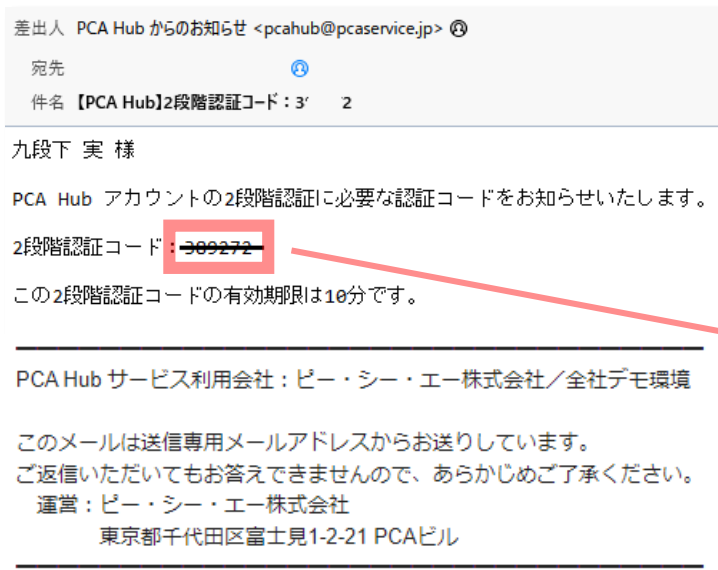 差出人 PCA Hub からのお知らせ <pcahub@pcaservice.jp>
宛先
件名 【PCA Hub】2段階認証コード：3 2
九段下 実 様
PCA Hub アカウントの2段階認証に必要な認証コードをお知らせいたします。
2段階認証コード：
この2段階認証コードの有効期限は10分です。
PCA Hub サービス利用会社：ピー・シー・エー株式会社／全社デモ環境
このメールは送信専用メールアドレスからお送りしています。
ご返信いただいてもお答えできませんので、あらかじめご了承ください。
運営：ピー・シー・エー株式会社
東京都千代田区富士見1-2-21 PCAビル